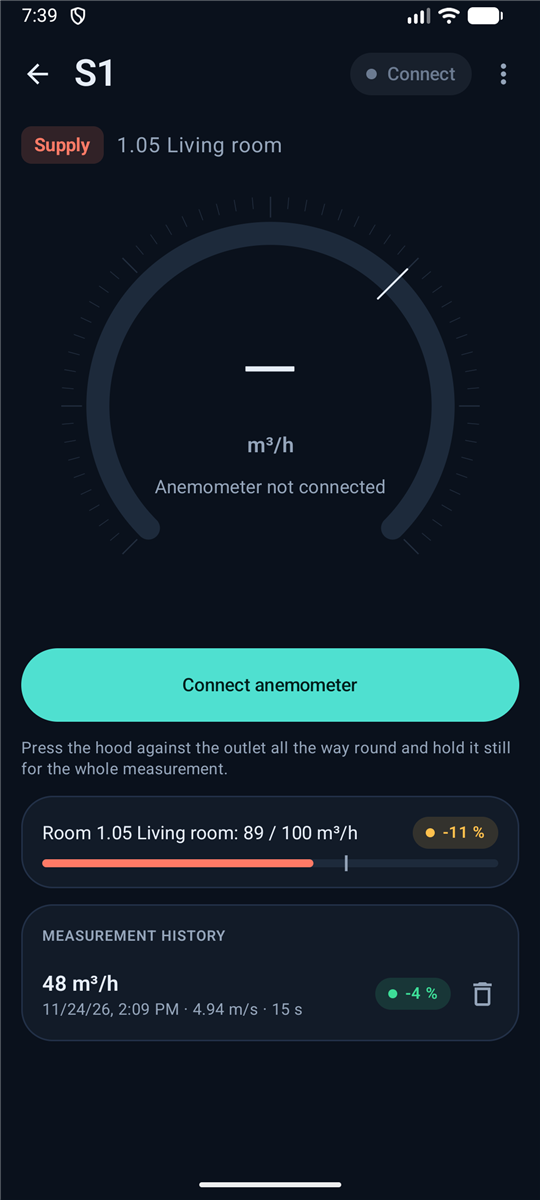 7:39
S1
Connect
Supply
1.05 Living room
—
m³/h
Anemometer not connected
Connect anemometer
Press the hood against the outlet all the way round and hold it still
for the whole measurement.
Room 1.05 Living room: 89 / 100 m³/h
-11 %
MEASUREMENT HISTORY
48 m³/h
-4 %
11/24/26, 2:09 PM · 4.94 m/s · 15 s